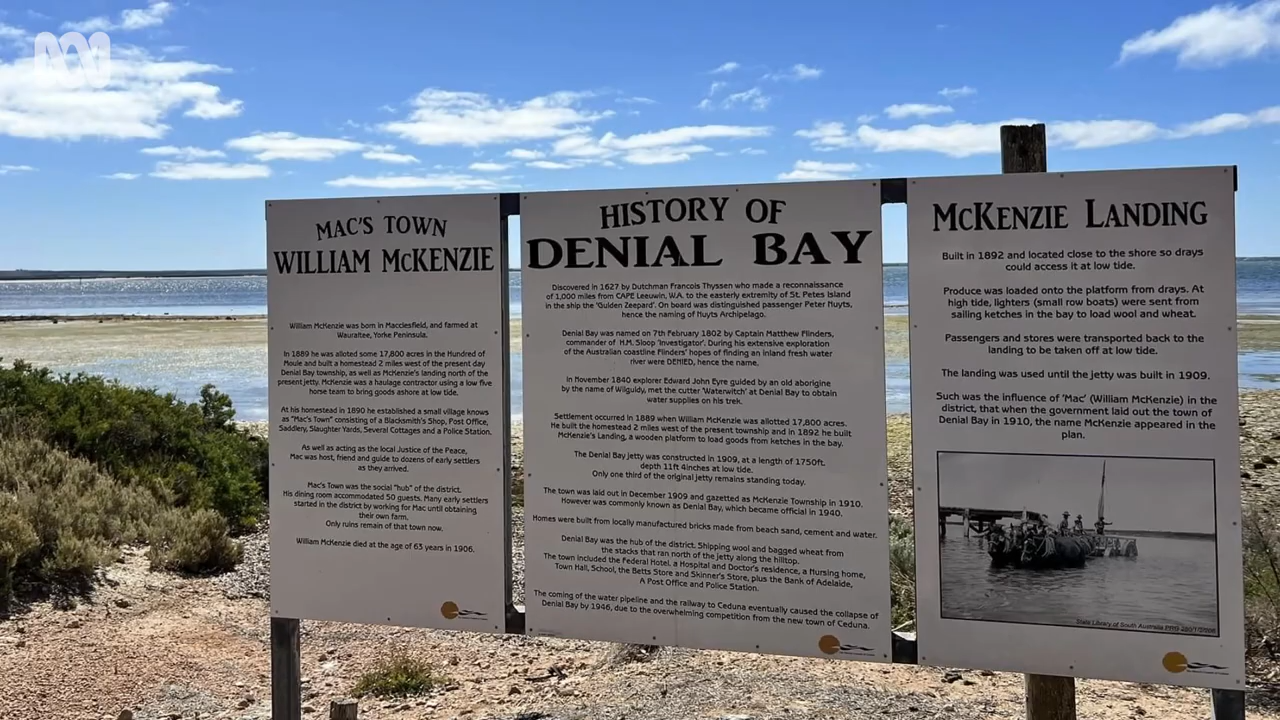 MAC'S TOWN
WILLIAM McKENZIE
William McKenzie was born in Macclesfield, and farmed at
Wauraltee, Yorke Peninsula.
In 1889 he was alloted some 17,800 acres in the Hundred of
Moule and built a homestead 2 miles west of the present day
Denial Bay township, as well as McKenzie's landing north of the
present jetty. McKenzie was a haulage contractor using a low five
horse team to bring goods ashore at low tide.
At his homestead in 1890 he established a small village known
as "Mac's Town" consisting of a Blacksmith's Shop, Post Office,
Saddlery, Slaughter Yards, Several Cottages and a Police Station.
As well as acting as the local Justice of the Peace,
Mac was host, friend and guide to dozens of early settlers
as they arrived.
Mac's Town was the social "hub" of the district.
His dining room accommodated 50 guests. Many early settlers
started in the district by working for Mac until obtaining
their own farm.
Only ruins remain of that town now.
William McKenzie died at the age of 63 years in 1906.
HISTORY OF
DENIAL BAY
Discovered in 1627 by Dutchman Francois Thyssen who made a reconnaissance
of 1,000 miles from CAPE Leeuwin, W.A. to the easterly extremity of St. Petes Island
in the ship the 'Gulden Zeepard'. On board was distinguished passenger Peter Nuyts,
hence the naming of Nuyts Archipelago.
Denial Bay was named on 7th February 1802 by Captain Matthew Flinders,
commander of H.M. Sloop 'Investigator'. During his extensive exploration
of the Australian coastline Flinders' hopes of finding an inland fresh water
river were DENIED, hence the name.
In November 1840 explorer Edward John Eyre guided by an old aborigine
by the name of Wilguldy, met the cutter 'Waterwitch' at Denial Bay to obtain
water supplies on his trek.
Settlement occurred in 1889 when William McKenzie was allotted 17,800 acres.
He built the homestead 2 miles west of the present township and in 1892 he built
McKenzie's Landing, a wooden platform to load goods from ketches in the bay.
The Denial Bay Jetty was constructed in 1909, at a length of 1750ft,
depth 11ft 4inches at low tide.
Only one third of the original jetty remains standing today.
The town was laid out in December 1909 and gazetted as McKenzie Township in 1910.
However was commonly known as Denial Bay, which became official in 1940.
Homes were built from locally manufactured bricks made from beach sand, cement and water.
Denial Bay was the hub of the district. Shipping wool and bagged wheat from
the stacks that ran north of the jetty along the hilltop.
The town included the Federal Hotel, a Hospital and Doctor's residence, a Nursing home,
Town Hall, School, the Betts Store and Skinner's Store, plus the Bank of Adelaide,
A Post Office and Police Station.
The coming of the water pipeline and the railway to Ceduna eventually caused the collapse of
Denial Bay by 1946, due to the overwhelming competition from the new town of Ceduna.
McKENZIE LANDING
Built in 1892 and located close to the shore so drays
could access it at low tide.
Produce was loaded onto the platform from drays. At
high tide, lighters (small row boats) were sent from
sailing ketches in the bay to load wool and wheat.
Passengers and stores were transported back to the
landing to be taken off at low tide.
The landing was used until the jetty was built in 1909.
Such was the influence of 'Mac' (William McKenzie) in the
district, that when the government laid out the town of
Denial Bay in 1910, the name McKenzie appeared in the
plan.
State Library of South Australia PRG